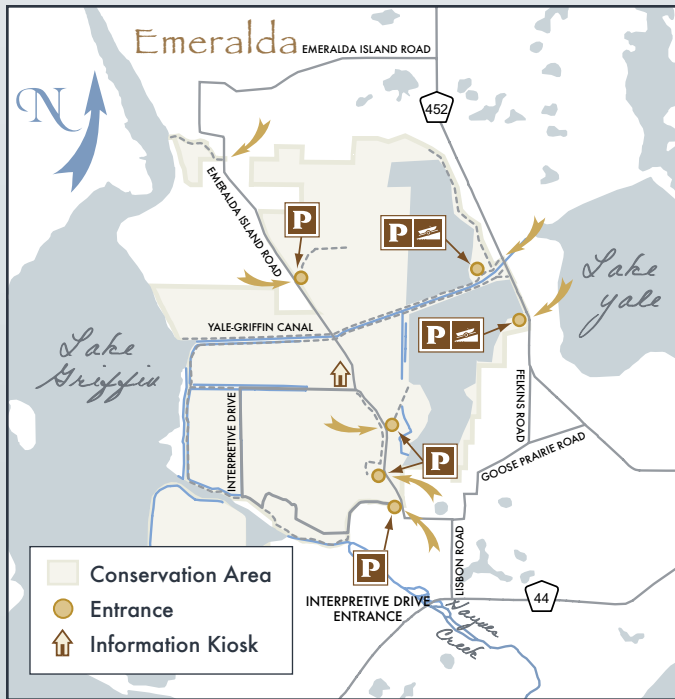 Emeralda
EMERALDA ISLAND ROAD
N
452
EMERALDA ISLAND ROAD
P
P
Lake
Yale
YALE-GRIFFIN CANAL
P
Lake
Griffin
INTERPRETIVE DRIVE
FELKINS ROAD
P
GOOSE PRAIRIE ROAD
LISBON ROAD
P
INTERPRETIVE DRIVE
ENTRANCE
44
Haynes
Creek
Conservation Area
Entrance
Information Kiosk